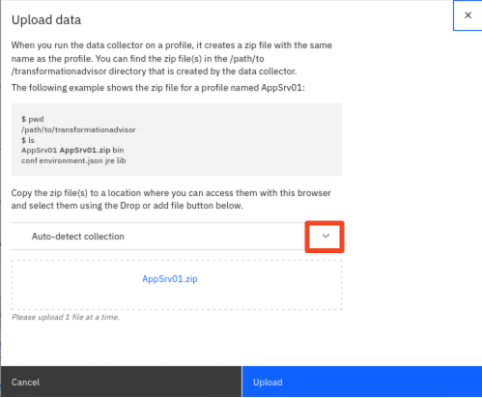 Upload data
When you run the data collector on a profile, it creates a zip file with the same
name as the profile. You can find the zip file(s) in the /path/to
/transformationadvisor directory that is created by the data collector.
The following example shows the zip file for a profile named AppSrv01:
$ pwd
/path/to/transformationadvisor
$ ls
AppSrv01 AppSrv01.zip bin
conf environment.json jre lib
Copy the zip file(s) to a location where you can access them with this browser
and select them using the Drop or add file button below.
Auto-detect collection
AppSrv01.zip
Please upload 1 file at a time.
Cancel
Upload